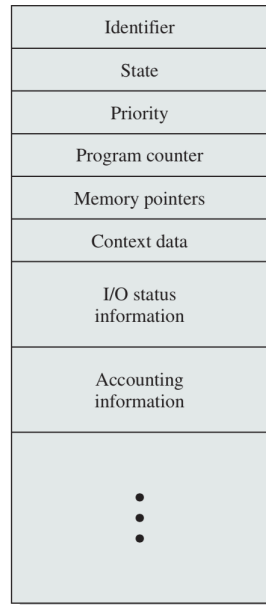 Identifier
State
Priority
Program counter
Memory pointers
Context data
I/O status
information
Accounting
information